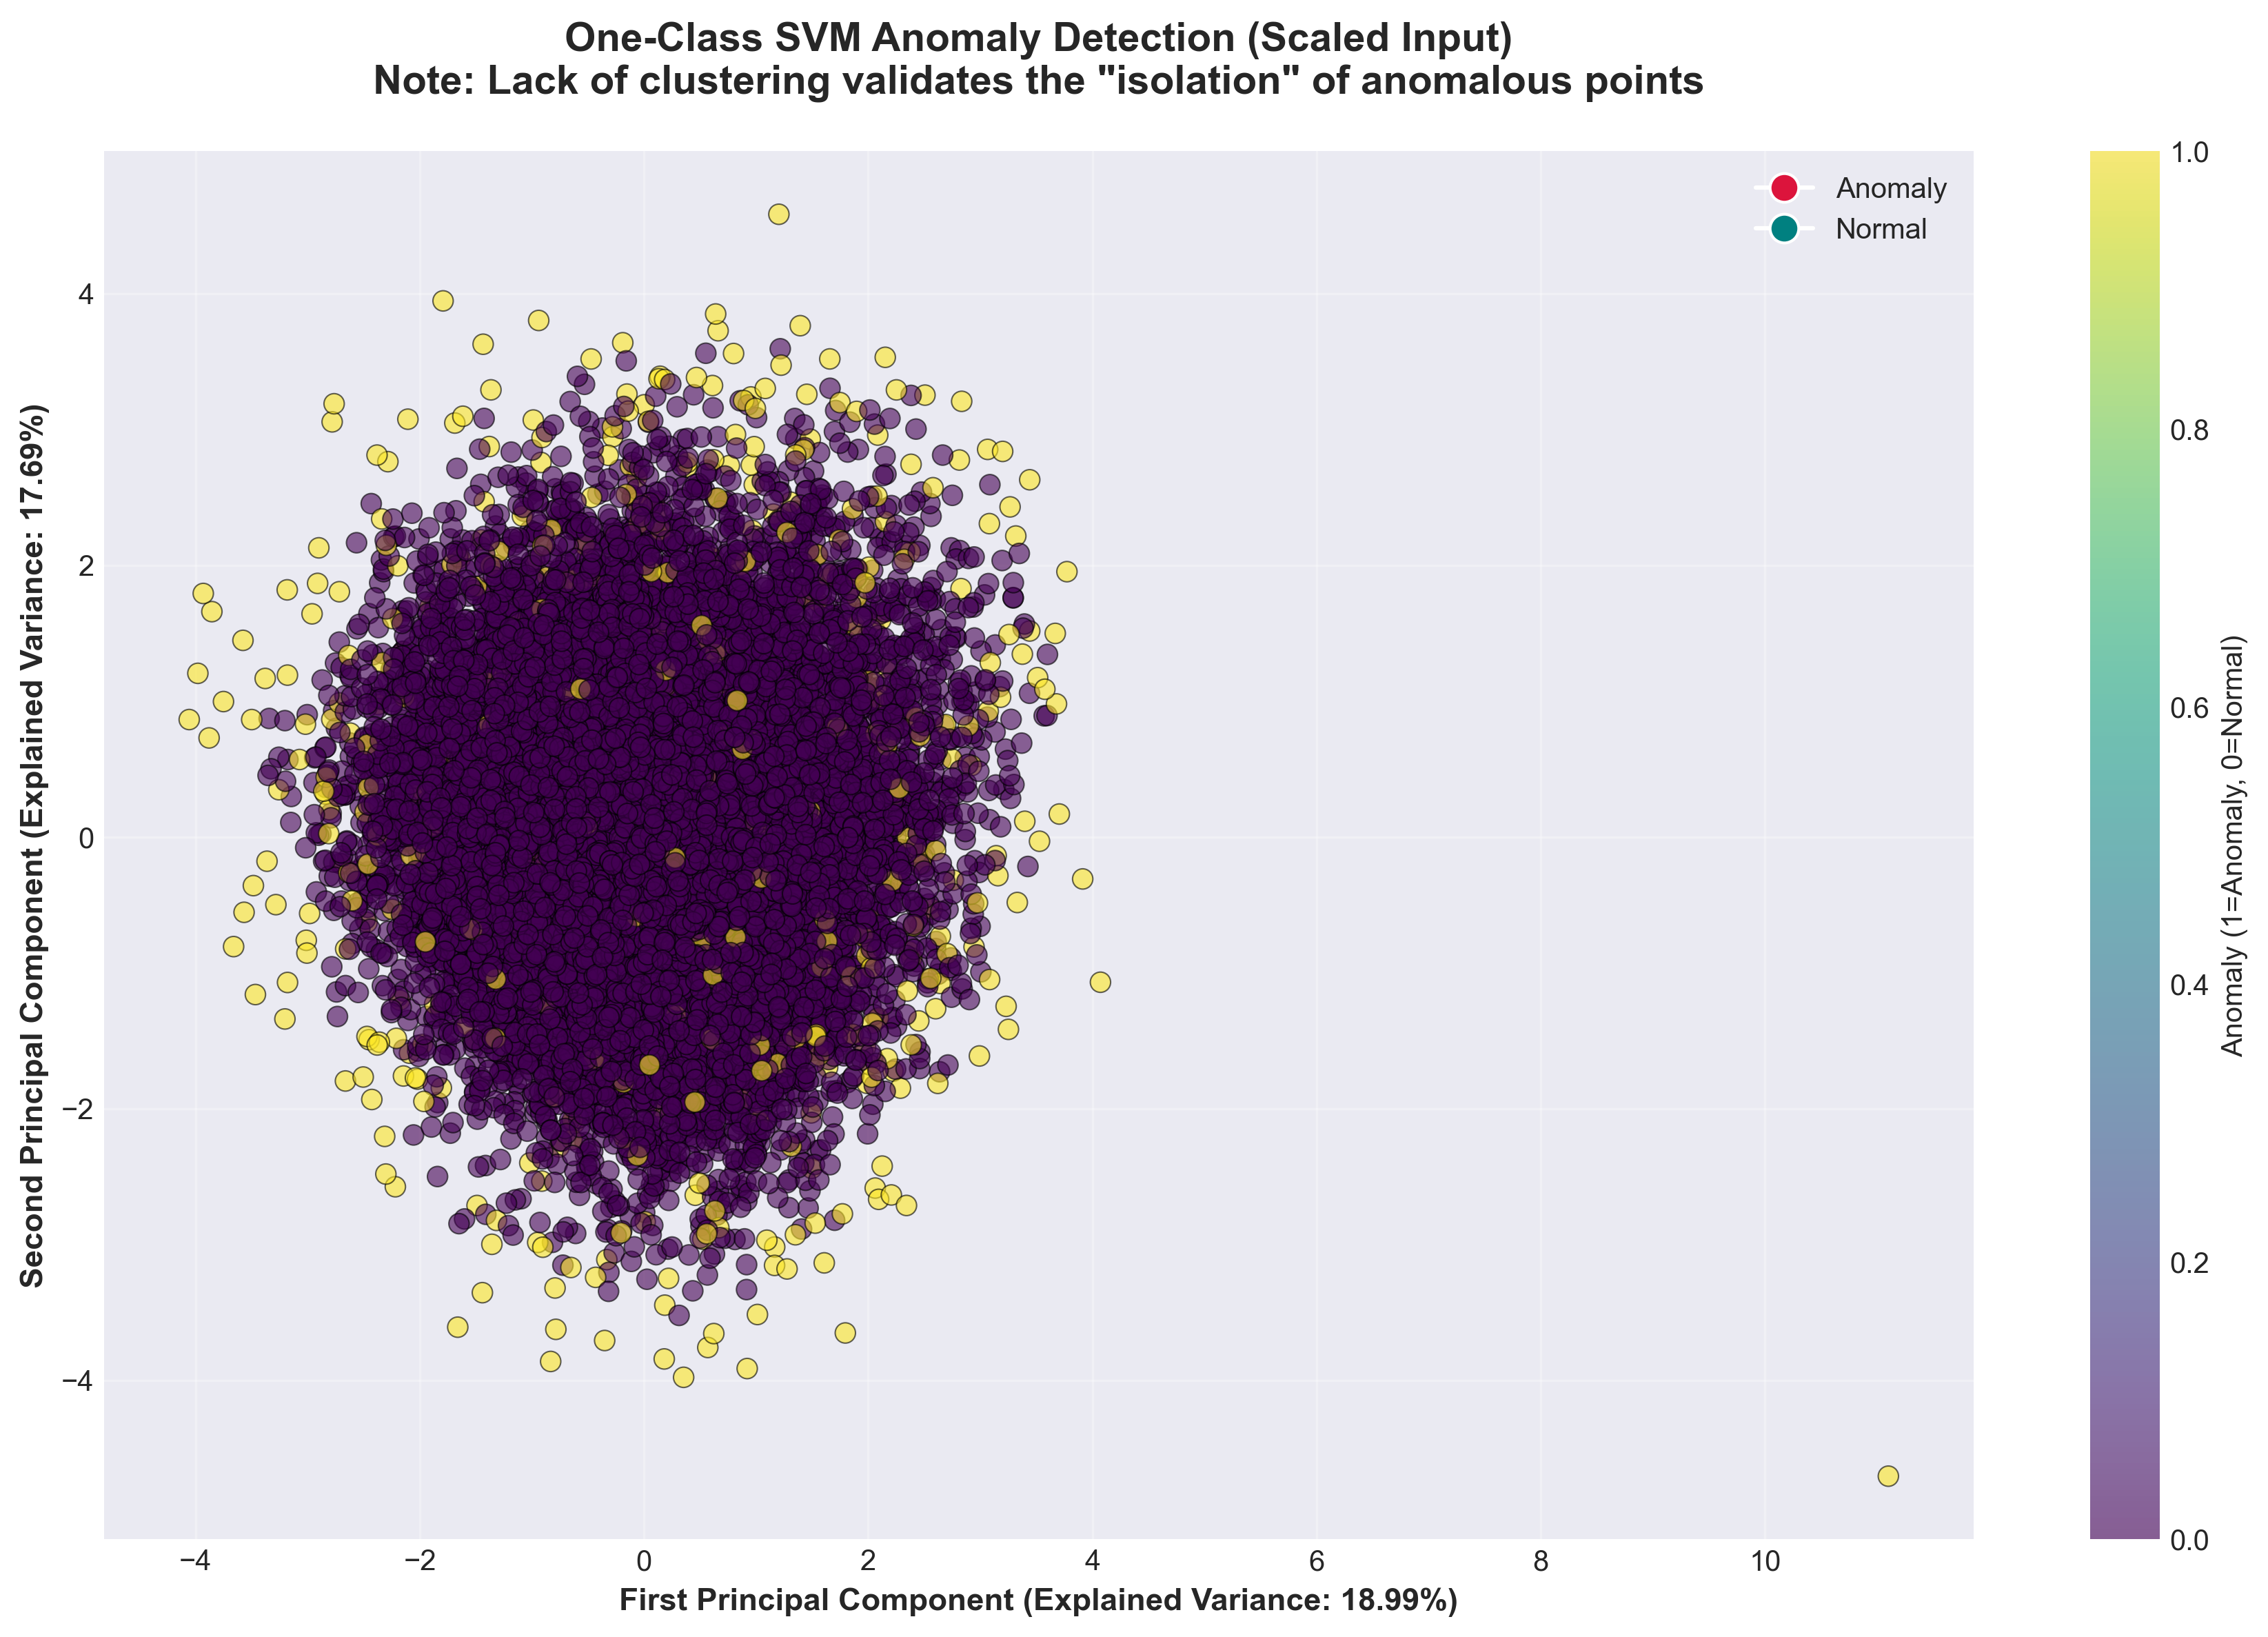 One-Class SVM Anomaly Detection (Scaled Input)
Note: Lack of clustering validates the "isolation" of anomalous points
Anomaly
Normal
Second Principal Component (Explained Variance: 17.69%)
4
2
0
−2
−4
−4
−2
0
2
4
6
8
10
First Principal Component (Explained Variance: 18.99%)
1.0
0.8
0.6
0.4
0.2
0.0
Anomaly (1=Anomaly, 0=Normal)